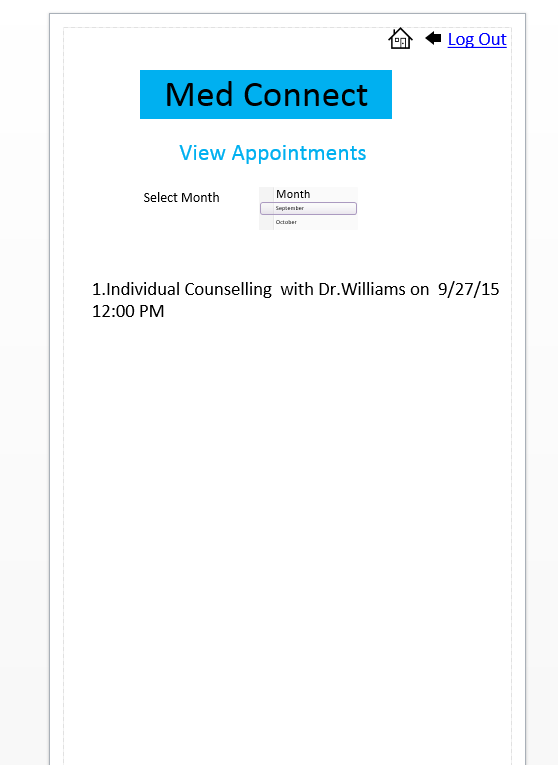 Log Out
Med Connect
View Appointments
Select Month
Month
September
October
1.Individual Counselling  with Dr.Williams on  9/27/15
12:00 PM